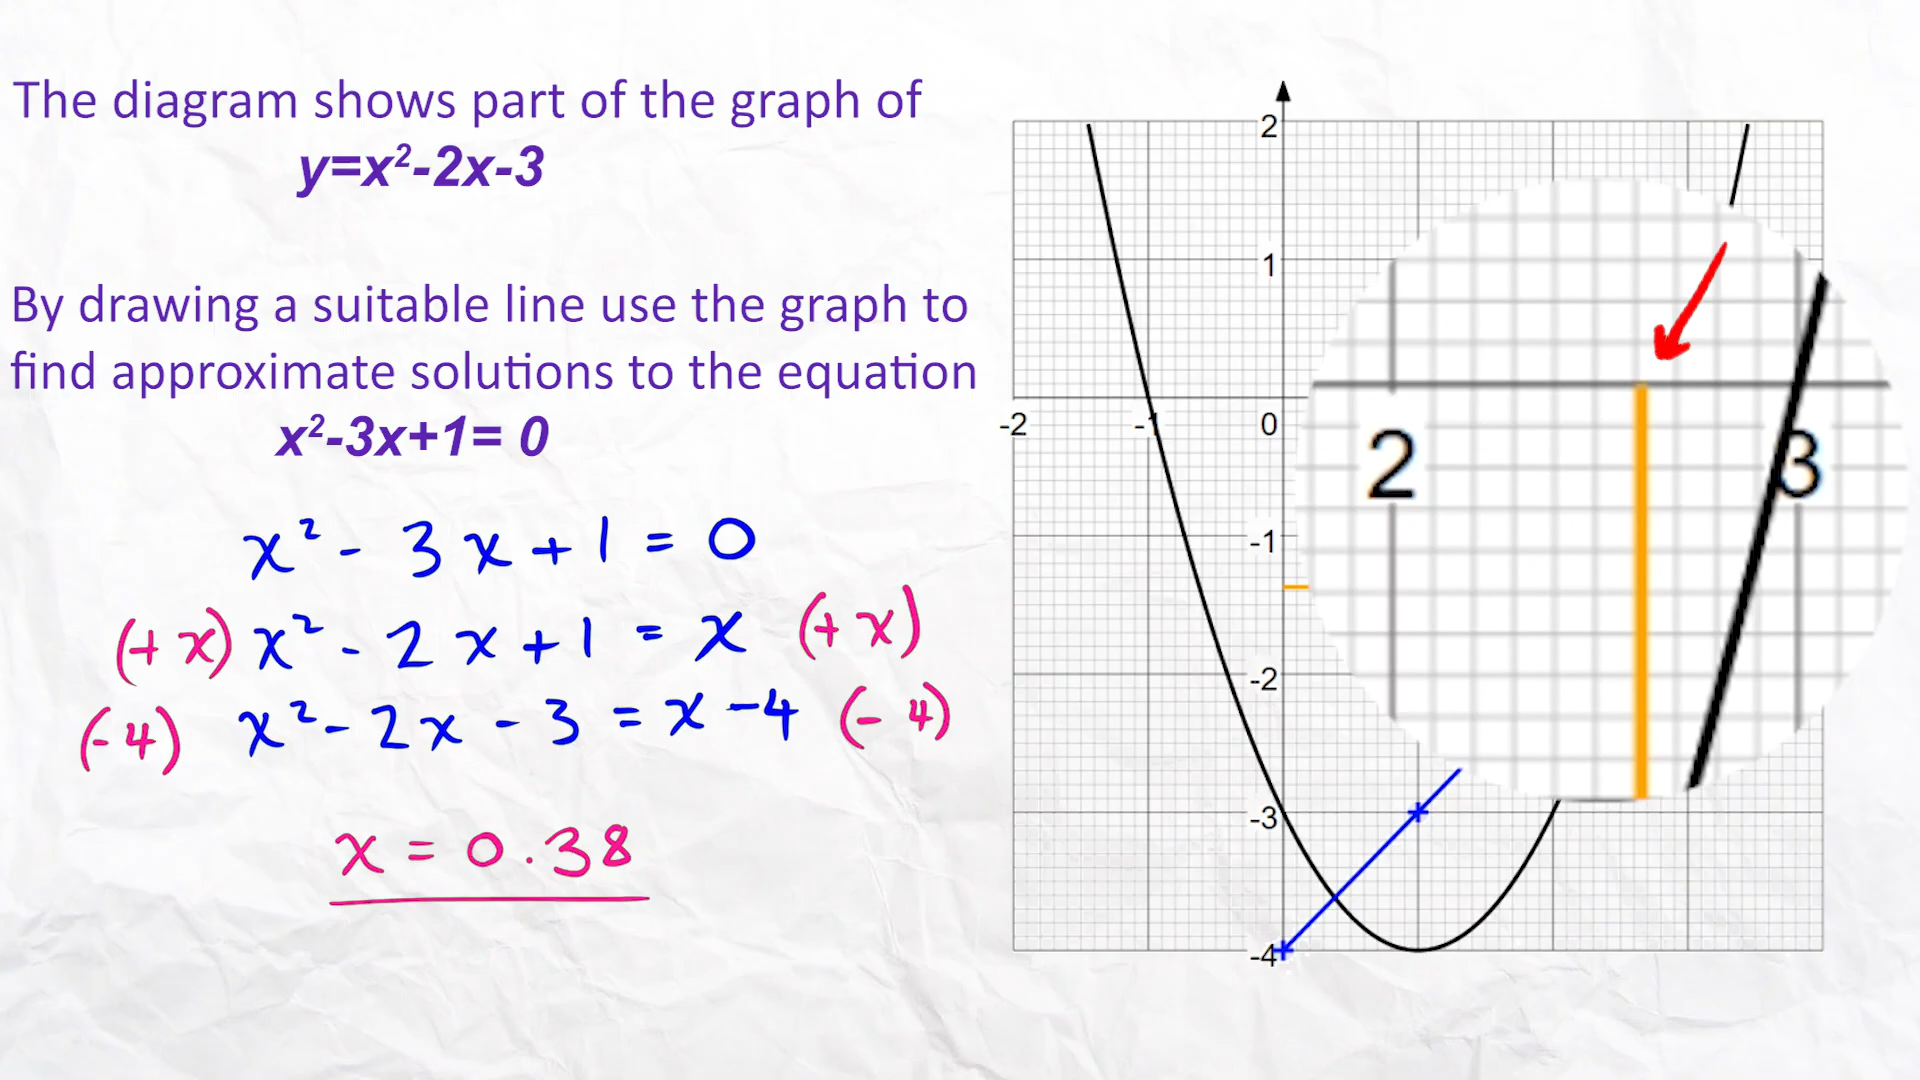 The diagram shows part of the graph of
y=x²-2x-3
By drawing a suitable line use the graph to
find approximate solutions to the equation
x²-3x+1= 0
x² - 3x + 1 = 0
(+x) x² - 2x + 1 = x (+x)
(-4) x² - 2x - 3 = x - 4 (-4)
x = 0.38
2
1
-2 -1 0
2 3
-1
-2
-3
-4